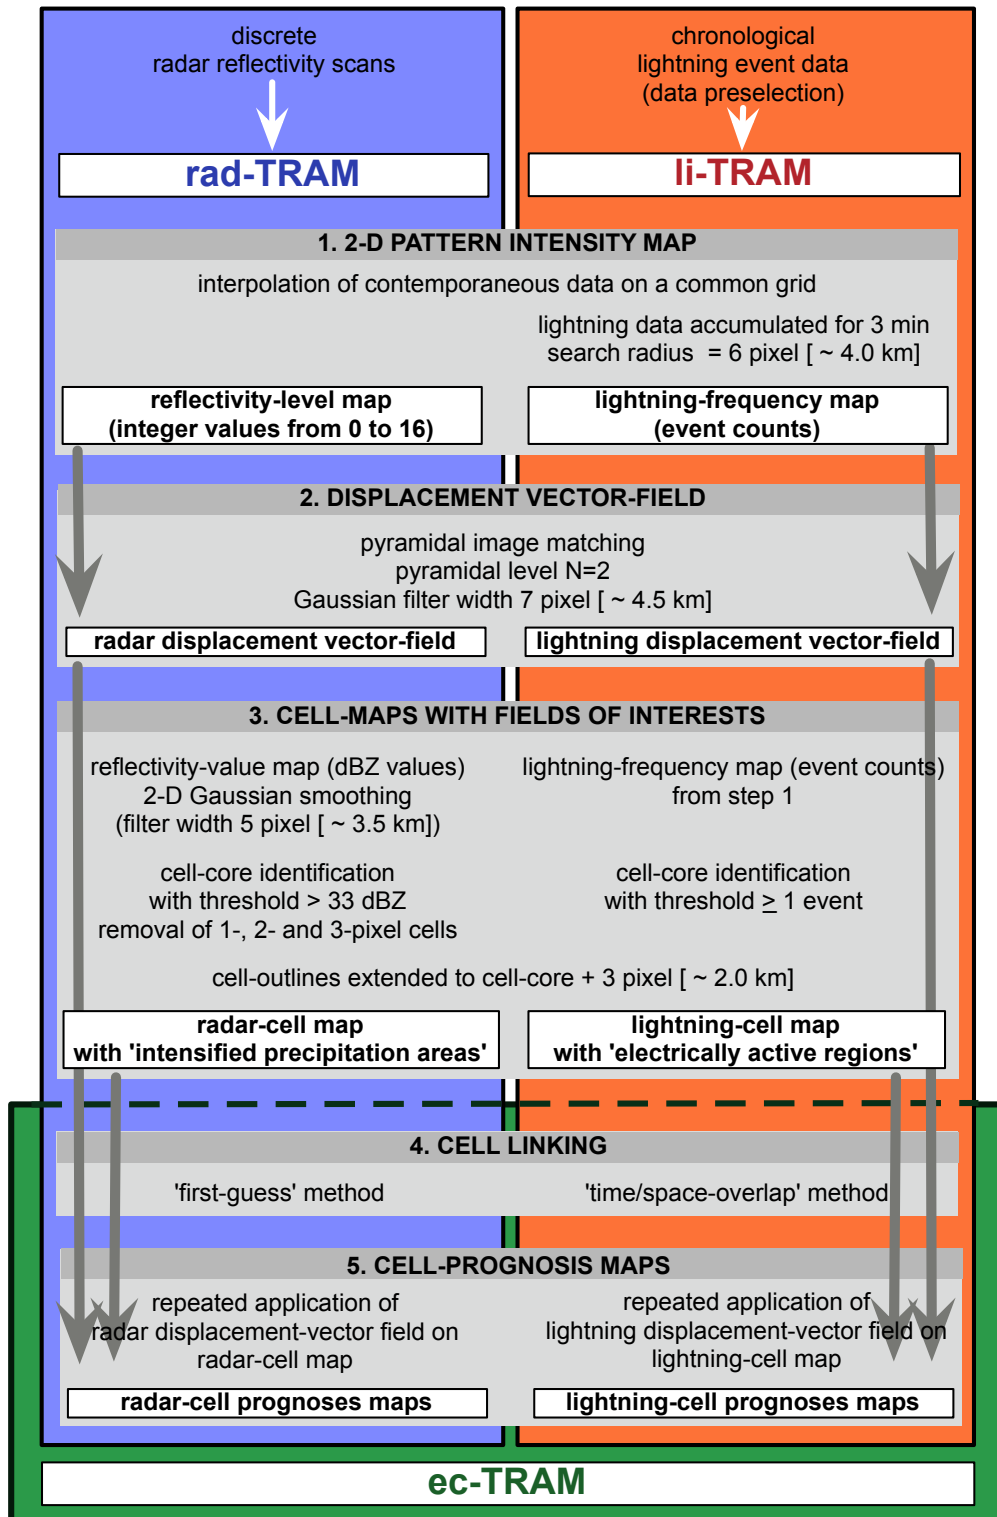 discrete
radar reflectivity scans
chronological
lightning event data
(data preselection)
rad-TRAM
li-TRAM
1. 2-D PATTERN INTENSITY MAP
interpolation of contemporaneous data on a common grid
lightning data accumulated for 3 min
search radius = 6 pixel [ ~ 4.0 km]
reflectivity-level map
(integer values from 0 to 16)
lightning-frequency map
(event counts)
2. DISPLACEMENT VECTOR-FIELD
pyramidal image matching
pyramidal level N=2
Gaussian filter width 7 pixel [ ~ 4.5 km]
radar displacement vector-field
lightning displacement vector-field
3. CELL-MAPS WITH FIELDS OF INTERESTS
reflectivity-value map (dBZ values)
2-D Gaussian smoothing
(filter width 5 pixel [ ~ 3.5 km])
lightning-frequency map (event counts)
from step 1
cell-core identification
with threshold > 33 dBZ
removal of 1-, 2- and 3-pixel cells
cell-core identification
with threshold ≥ 1 event
cell-outlines extended to cell-core + 3 pixel [ ~ 2.0 km]
radar-cell map
with 'intensified precipitation areas'
lightning-cell map
with 'electrically active regions'
4. CELL LINKING
'first-guess' method
'time/space-overlap' method
5. CELL-PROGNOSIS MAPS
repeated application of
radar displacement-vector field on
radar-cell map
repeated application of
lightning displacement-vector field on
lightning-cell map
radar-cell prognoses maps
lightning-cell prognoses maps
ec-TRAM